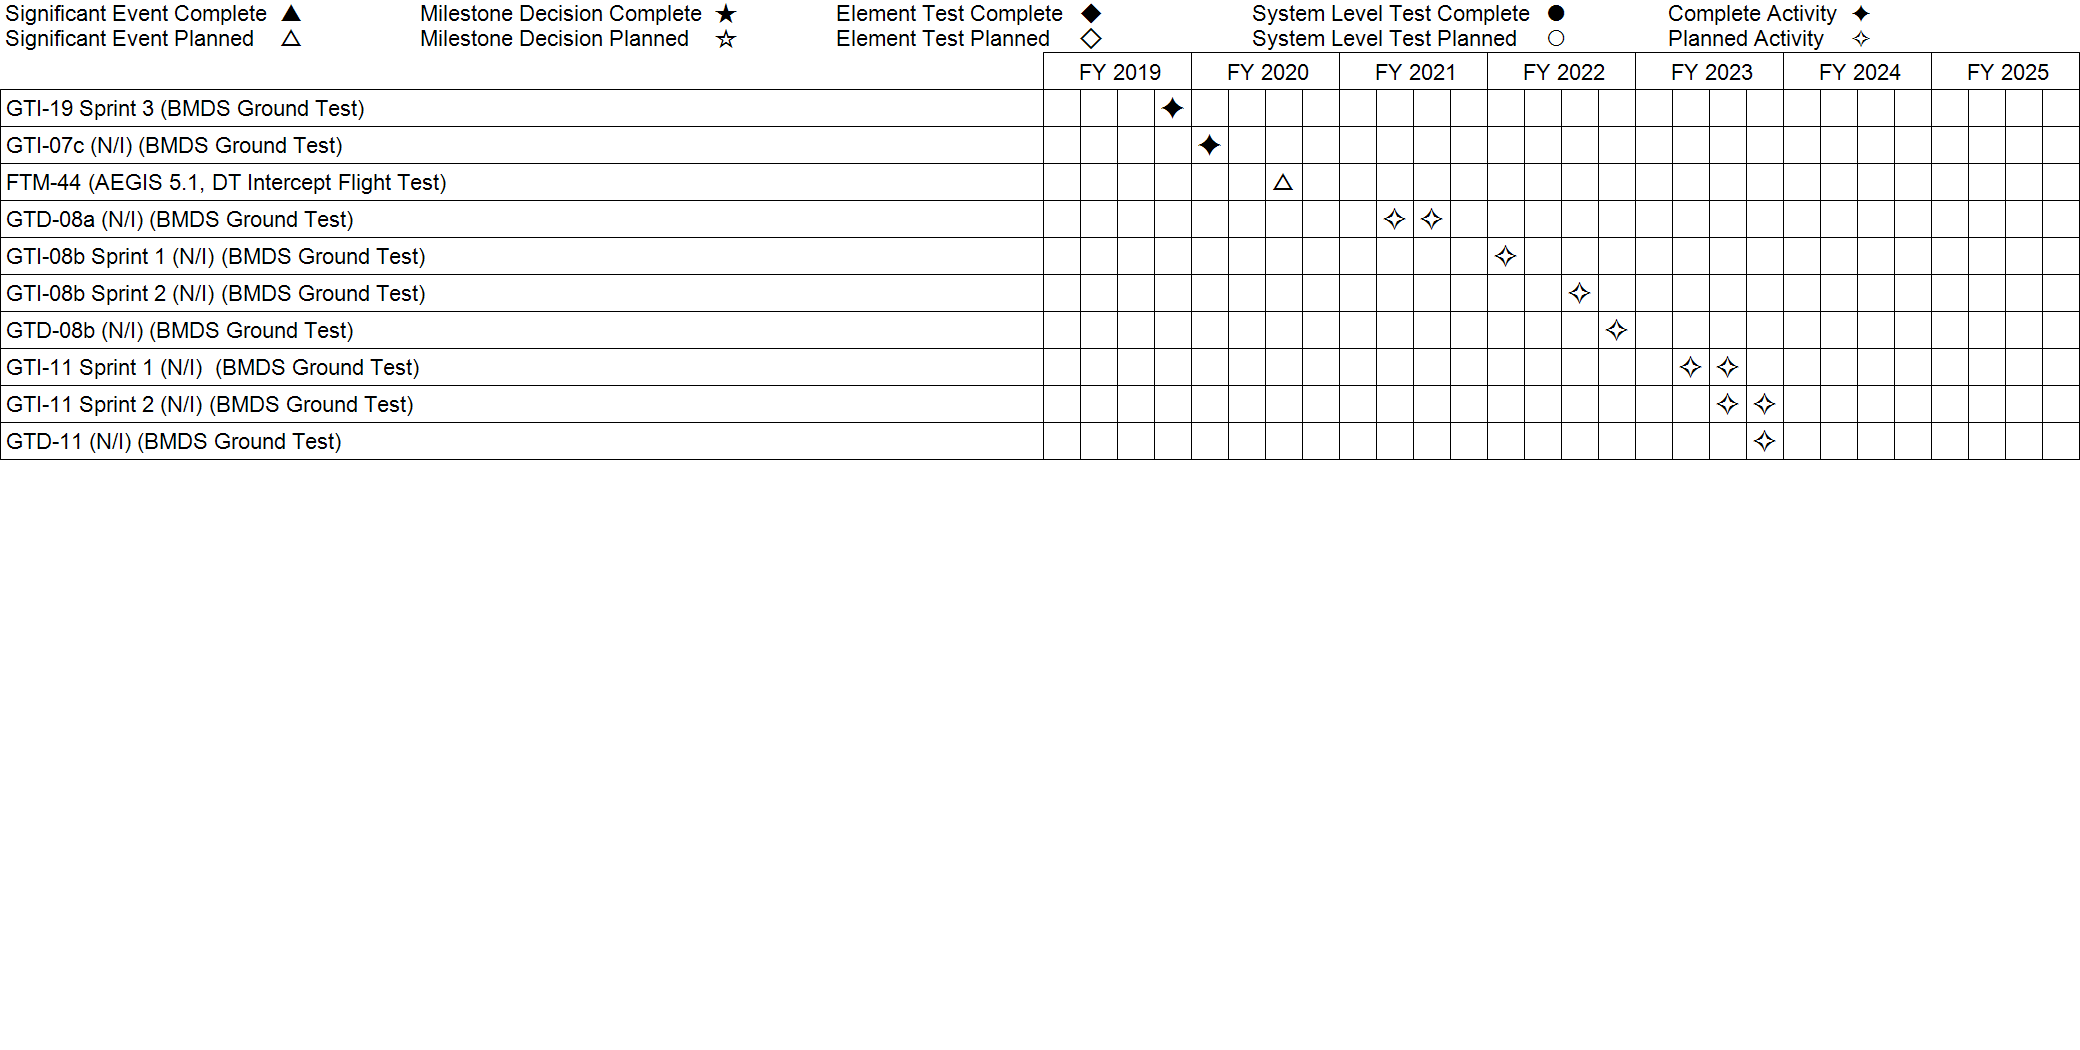 Significant Event Complete ▲ Milestone Decision Complete ★ Element Test Complete ◆ System Level Test Complete ● Complete Activity ✦
Significant Event Planned △ Milestone Decision Planned ☆ Element Test Planned ◇ System Level Test Planned ○ Planned Activity ✧
FY 2019 FY 2020 FY 2021 FY 2022 FY 2023 FY 2024 FY 2025
GTI-19 Sprint 3 (BMDS Ground Test) ✦
GTI-07c (N/I) (BMDS Ground Test) ✦
FTM-44 (AEGIS 5.1, DT Intercept Flight Test) △
GTD-08a (N/I) (BMDS Ground Test) ✧ ✧
GTI-08b Sprint 1 (N/I) (BMDS Ground Test) ✧
GTI-08b Sprint 2 (N/I) (BMDS Ground Test) ✧
GTD-08b (N/I) (BMDS Ground Test) ✧
GTI-11 Sprint 1 (N/I)  (BMDS Ground Test) ✧ ✧
GTI-11 Sprint 2 (N/I) (BMDS Ground Test) ✧ ✧
GTD-11 (N/I) (BMDS Ground Test) ✧